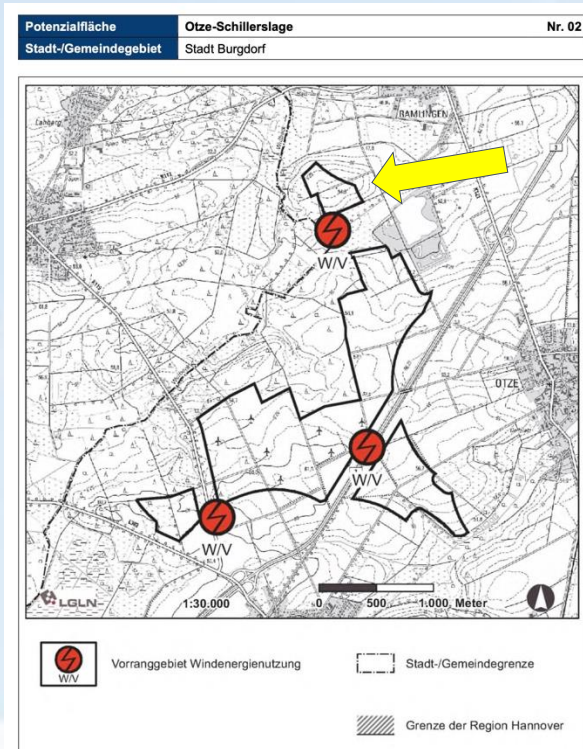 Potenzialfläche Otze-Schillerslage Nr. 02
Stadt-/Gemeindegebiet Stadt Burgdorf
RAMLINGEN
W/V
OTZE
W/V
W/V
LGLN
1:30.000
0 500 1.000 Meter
W/V
Vorranggebiet Windenergienutzung
Stadt-/Gemeindegrenze
Grenze der Region Hannover